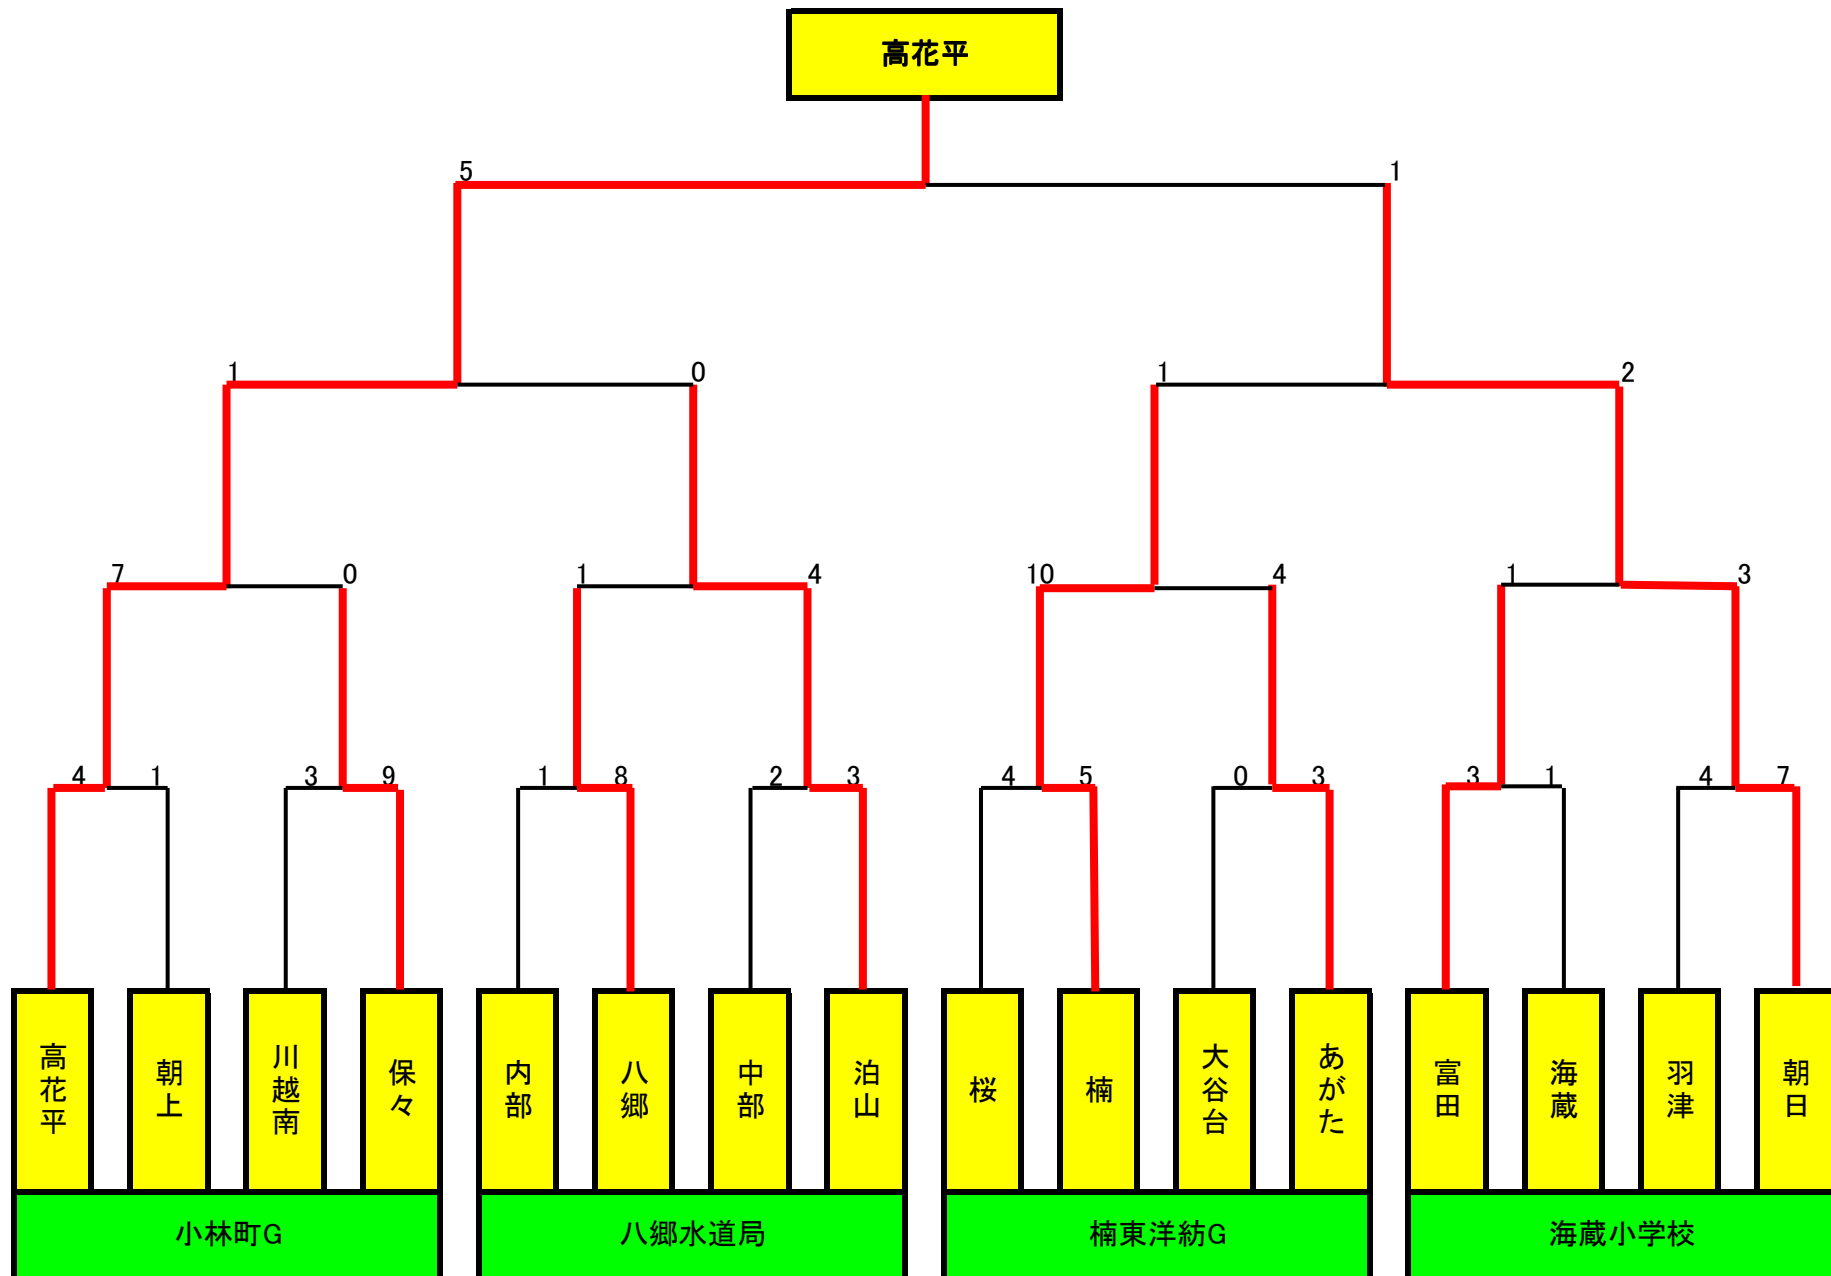 高花平
5 1
1 0 1 2
7 0 1 4 10 4 1 3
4 1 3 9 1 8 2 3 4 5 0 3 3 1 4 7
高花平
朝上
川越南
保々
内部
八郷
中部
泊山
桜
楠
大谷台
あがた
富田
海蔵
羽津
朝日
小林町G 八郷水道局 楠東洋紡G 海蔵小学校